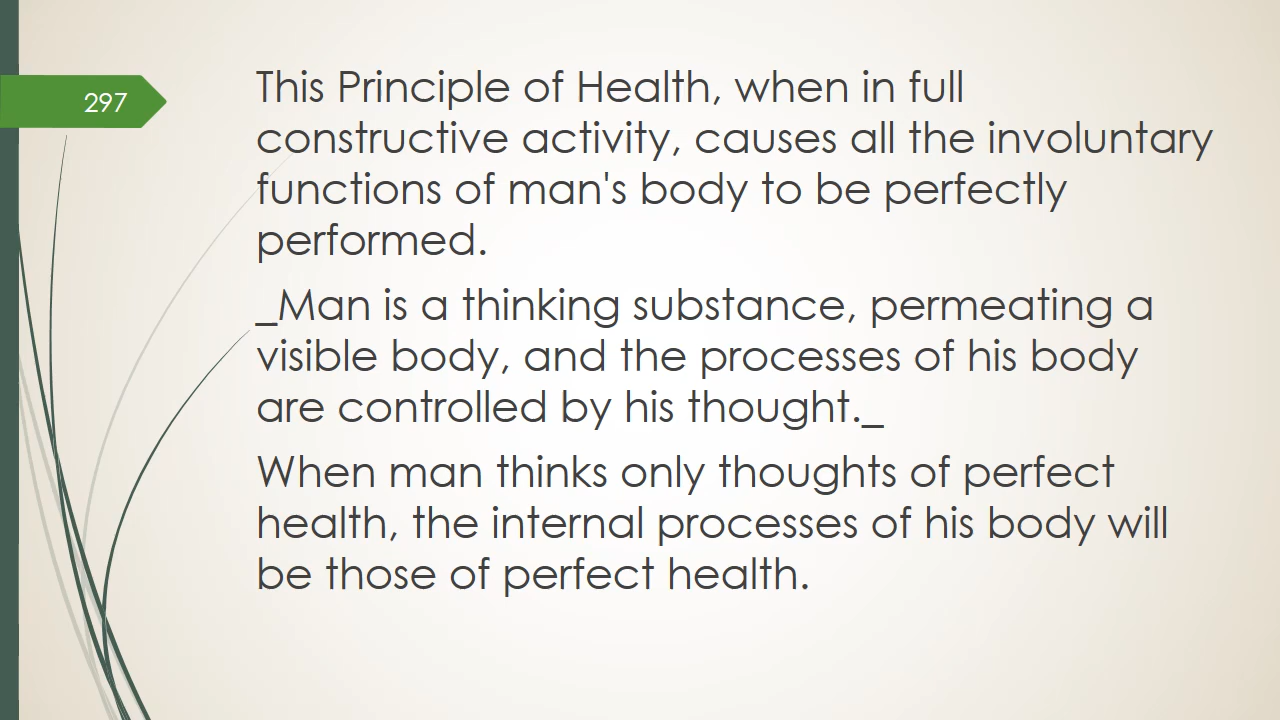 297
This Principle of Health, when in full
constructive activity, causes all the involuntary
functions of man's body to be perfectly
performed.
_Man is a thinking substance, permeating a
visible body, and the processes of his body
are controlled by his thought._
When man thinks only thoughts of perfect
health, the internal processes of his body will
be those of perfect health.